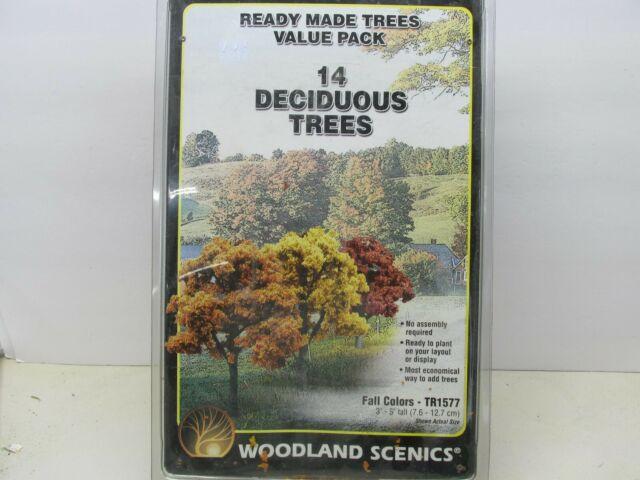 READY MADE TREES
VALUE PACK
14
DECIDUOUS
TREES
• No assembly
required
• Ready to plant
on your layout
or display
• Most economical
way to add trees
Fall Colors - TR1577
3" - 5" tall (7.6 - 12.7 cm)
Shown Actual Size
WOODLAND SCENICS®